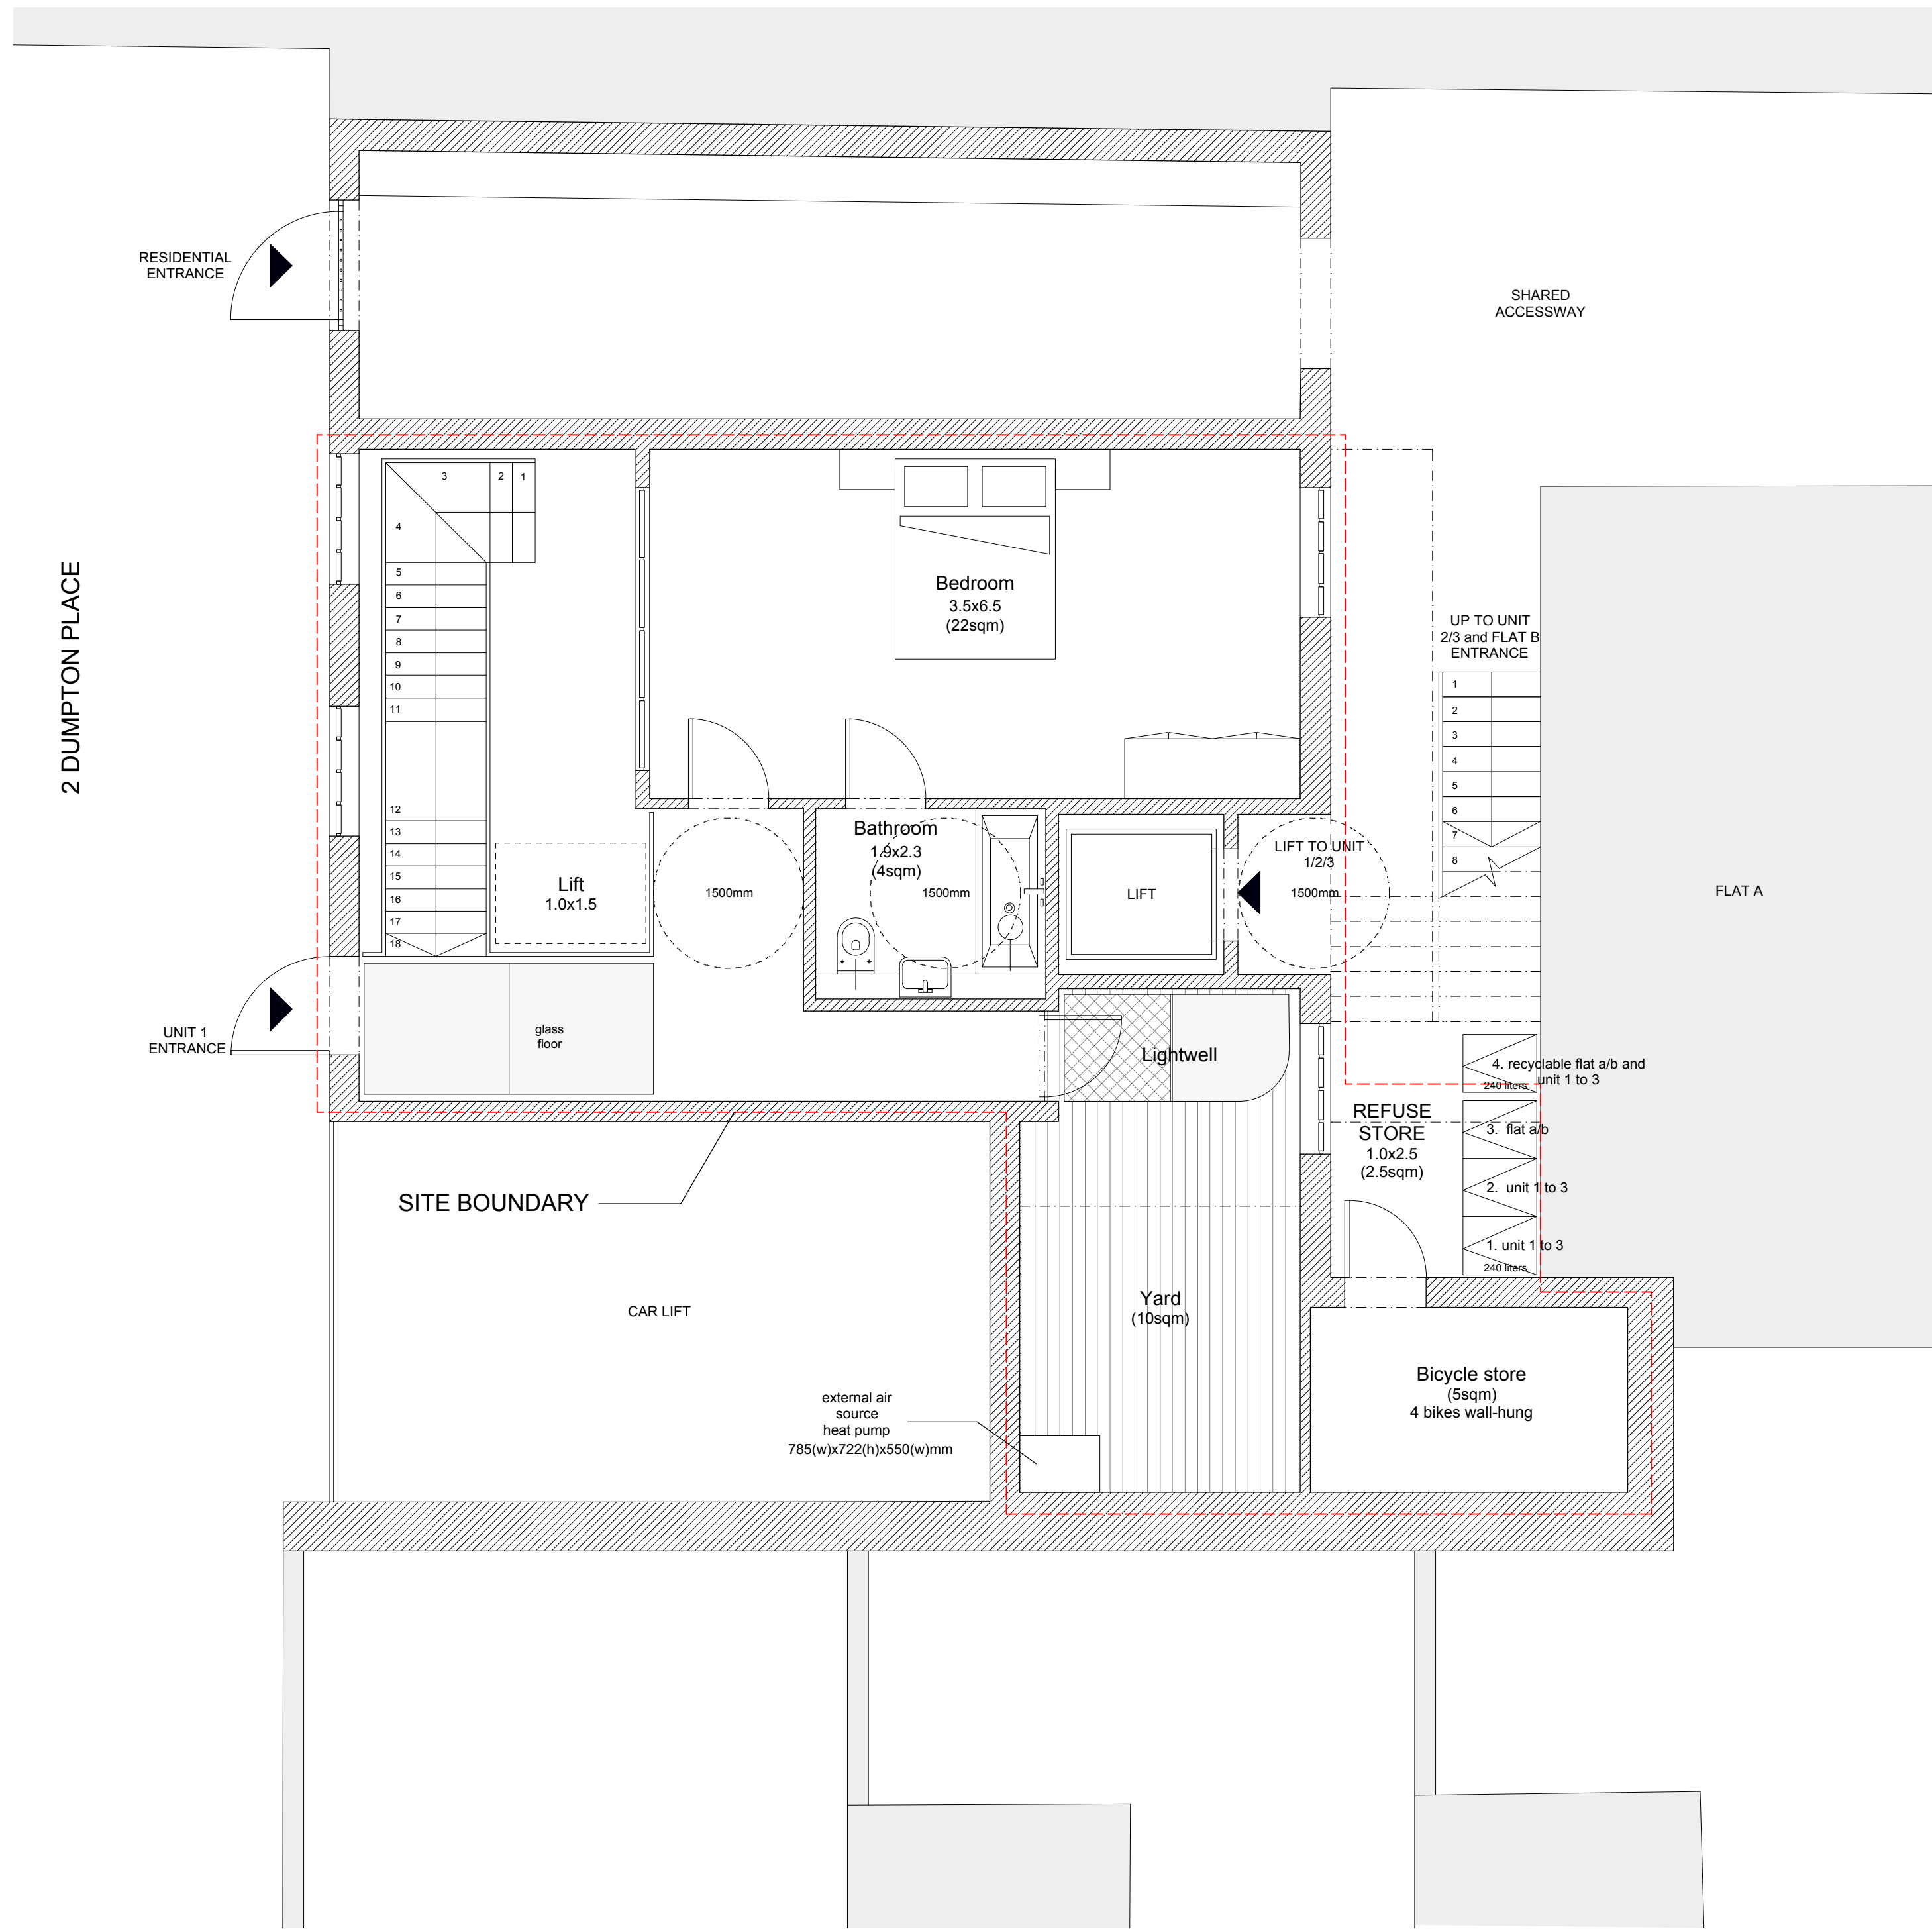 RESIDENTIAL
ENTRANCE
SHARED
ACCESSWAY
2 DUMPTON PLACE
3
2
1
4
5
6
7
8
9
10
11
12
13
14
15
16
17
18
Bedroom
3.5x6.5
(22sqm)
UP TO UNIT
2/3 and FLAT B
ENTRANCE
1
2
3
4
5
6
7
8
Lift
1.0x1.5
1500mm
Bathroom
1.9x2.3
(4sqm)
1500mm
LIFT
LIFT TO UNIT
1/2/3
1500mm
FLAT A
UNIT 1
ENTRANCE
glass
floor
Lightwell
4. recyclable flat a/b and
unit 1 to 3
240 liters
REFUSE
STORE
1.0x2.5
(2.5sqm)
3. flat a/b
2. unit 1 to 3
1. unit 1 to 3
240 liters
SITE BOUNDARY
CAR LIFT
Yard
(10sqm)
external air
source
heat pump
785(w)x722(h)x550(w)mm
Bicycle store
(5sqm)
4 bikes wall-hung